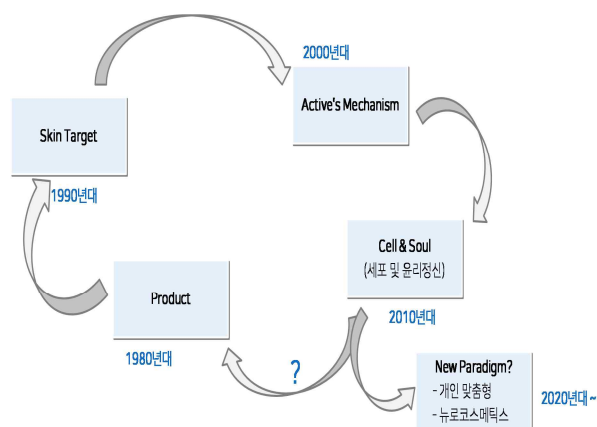 2000년대
Active's Mechanism
Skin Target
1990년대
Cell & Soul
(세포 및 윤리정신)
2010년대
Product
1980년대
?
New Paradigm?
- 개인 맞춤형
- 뉴로코스메틱스
2020년대 ~